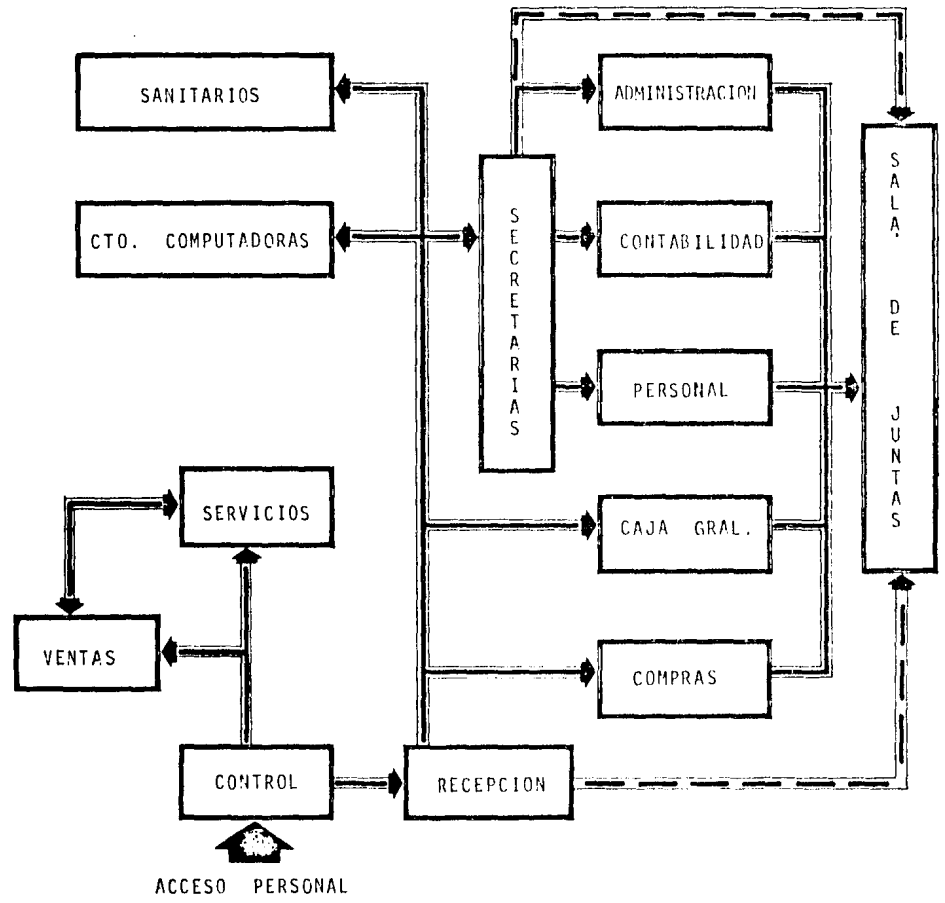 SANITARIOS
ADMINISTRACION
CTO. COMPUTADORAS
SECRETARIAS
CONTABILIDAD
SALA. DE JUNTAS
PERSONAL
SERVICIOS
CAJA GRAL.
VENTAS
COMPRAS
CONTROL
RECEPCION
ACCESO PERSONAL